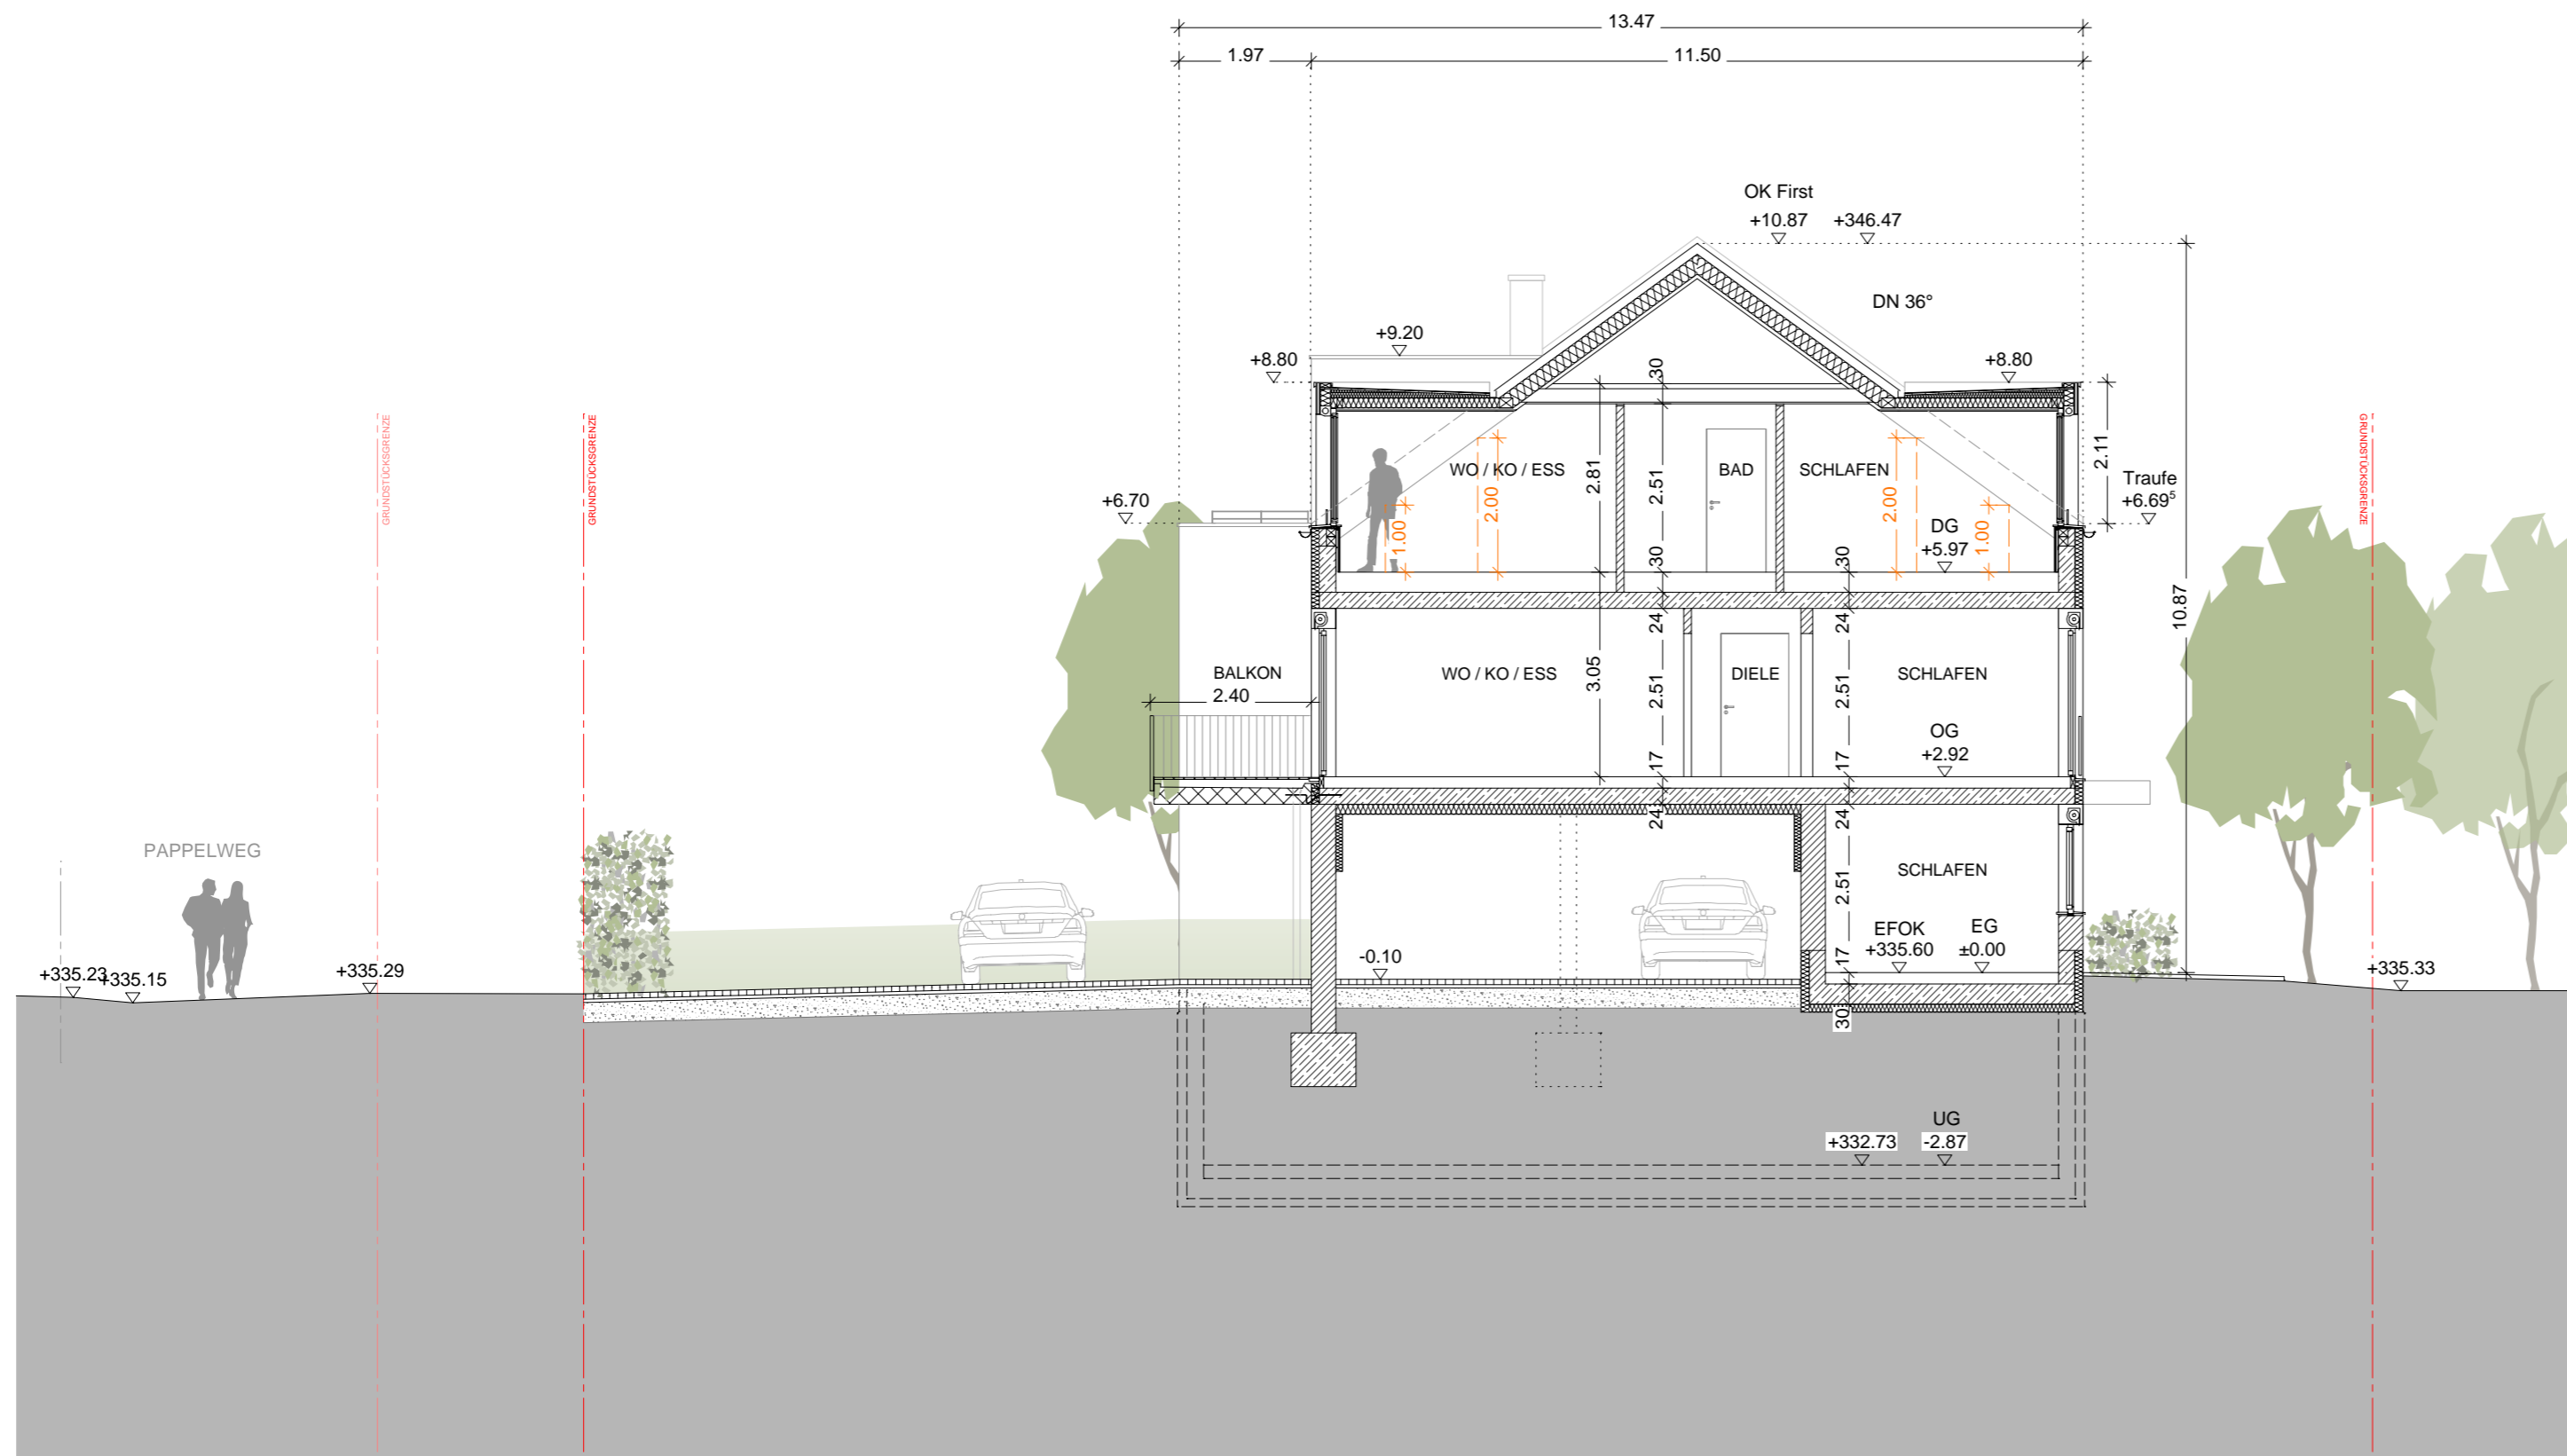 13.47
1.97
11.50
OK First
+10.87
+346.47
DN 36°
+9.20
+8.80
+8.80
30
GRUNDSTÜCKSGRENZE
GRUNDSTÜCKSGRENZE
GRUNDSTÜCKSGRENZE
2.11
WO / KO / ESS
2.81
2.51
BAD
SCHLAFEN
Traufe
+6.69⁵
+6.70
1.00
2.00
2.00
1.00
DG
+5.97
30
30
10.87
24
24
BALKON
2.40
WO / KO / ESS
3.05
2.51
DIELE
2.51
SCHLAFEN
OG
+2.92
17
17
24
24
PAPPELWEG
2.51
SCHLAFEN
EFOK
+335.60
EG
±0.00
-0.10
17
+335.23
+335.15
+335.29
+335.33
30
UG
+332.73
-2.87